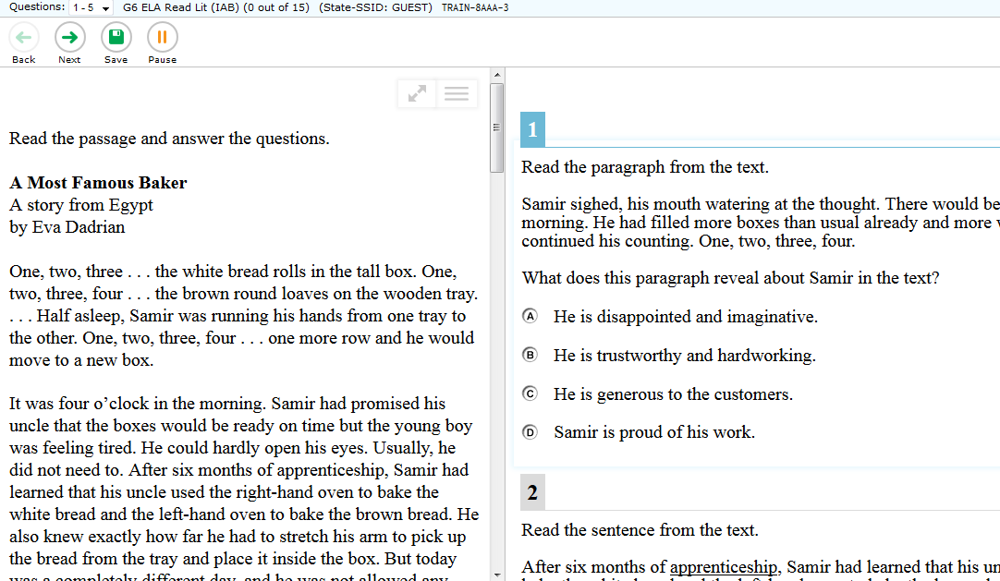 Questions: 1 - 5 G6 ELA Read Lit (IAB) (0 out of 15) (State-SSID: GUEST) TRAIN-8AAA-3
Back Next Save Pause
Read the passage and answer the questions.
A Most Famous Baker
A story from Egypt
by Eva Dadrian
One, two, three . . . the white bread rolls in the tall box. One,
two, three, four . . . the brown round loaves on the wooden tray.
. . . Half asleep, Samir was running his hands from one tray to
the other. One, two, three, four . . . one more row and he would
move to a new box.
It was four o’clock in the morning. Samir had promised his
uncle that the boxes would be ready on time but the young boy
was feeling tired. He could hardly open his eyes. Usually, he
did not need to. After six months of apprenticeship, Samir had
learned that his uncle used the right-hand oven to bake the
white bread and the left-hand oven to bake the brown bread. He
also knew exactly how far he had to stretch his arm to pick up
the bread from the tray and place it inside the box. But today
was a completely different day, and he was not allowed any
1
Read the paragraph from the text.
Samir sighed, his mouth watering at the thought. There would be
morning. He had filled more boxes than usual already and more
continued his counting. One, two, three, four.
What does this paragraph reveal about Samir in the text?
A He is disappointed and imaginative.
B He is trustworthy and hardworking.
C He is generous to the customers.
D Samir is proud of his work.
2
Read the sentence from the text.
After six months of apprenticeship, Samir had learned that his un